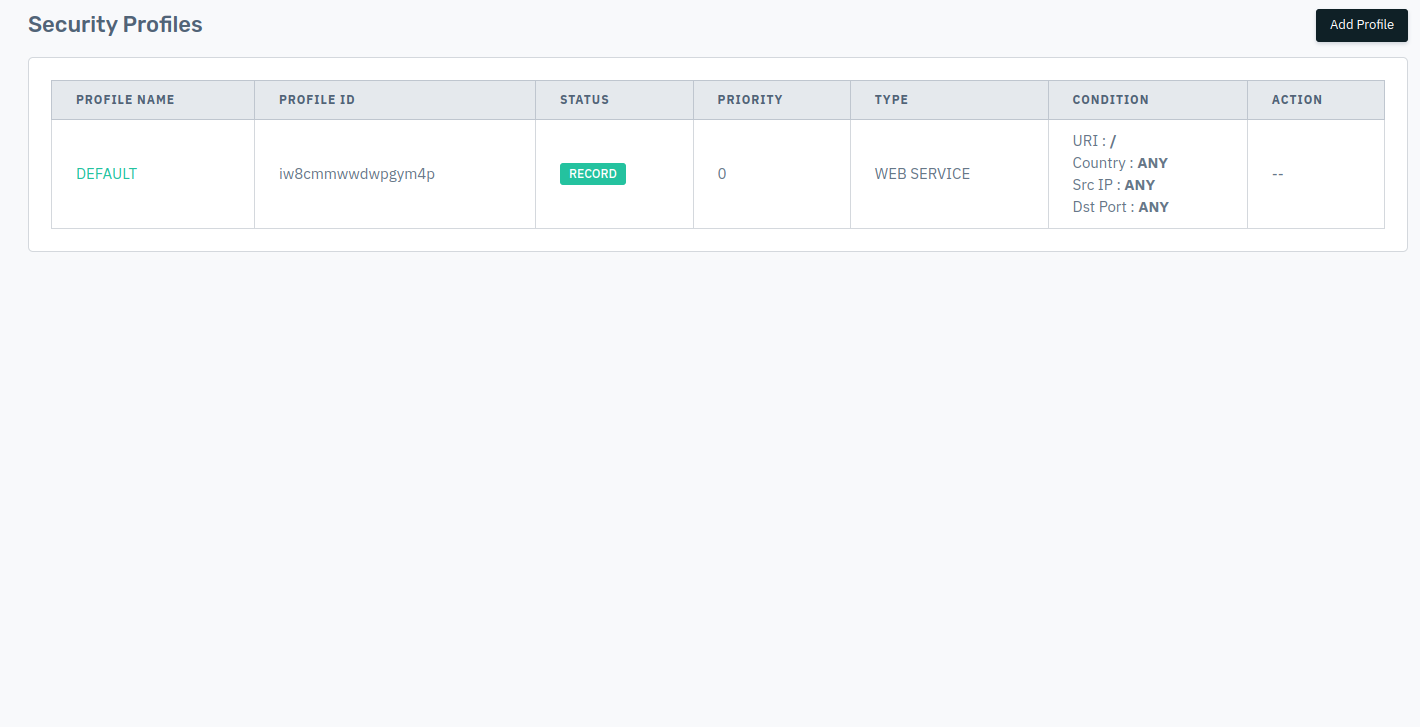 Security Profiles
Add Profile
PROFILE NAME PROFILE ID STATUS PRIORITY TYPE CONDITION ACTION
DEFAULT iw8cmmwwdwpgym4p RECORD 0 WEB SERVICE
URI : /
Country : ANY
Src IP : ANY
Dst Port : ANY
--